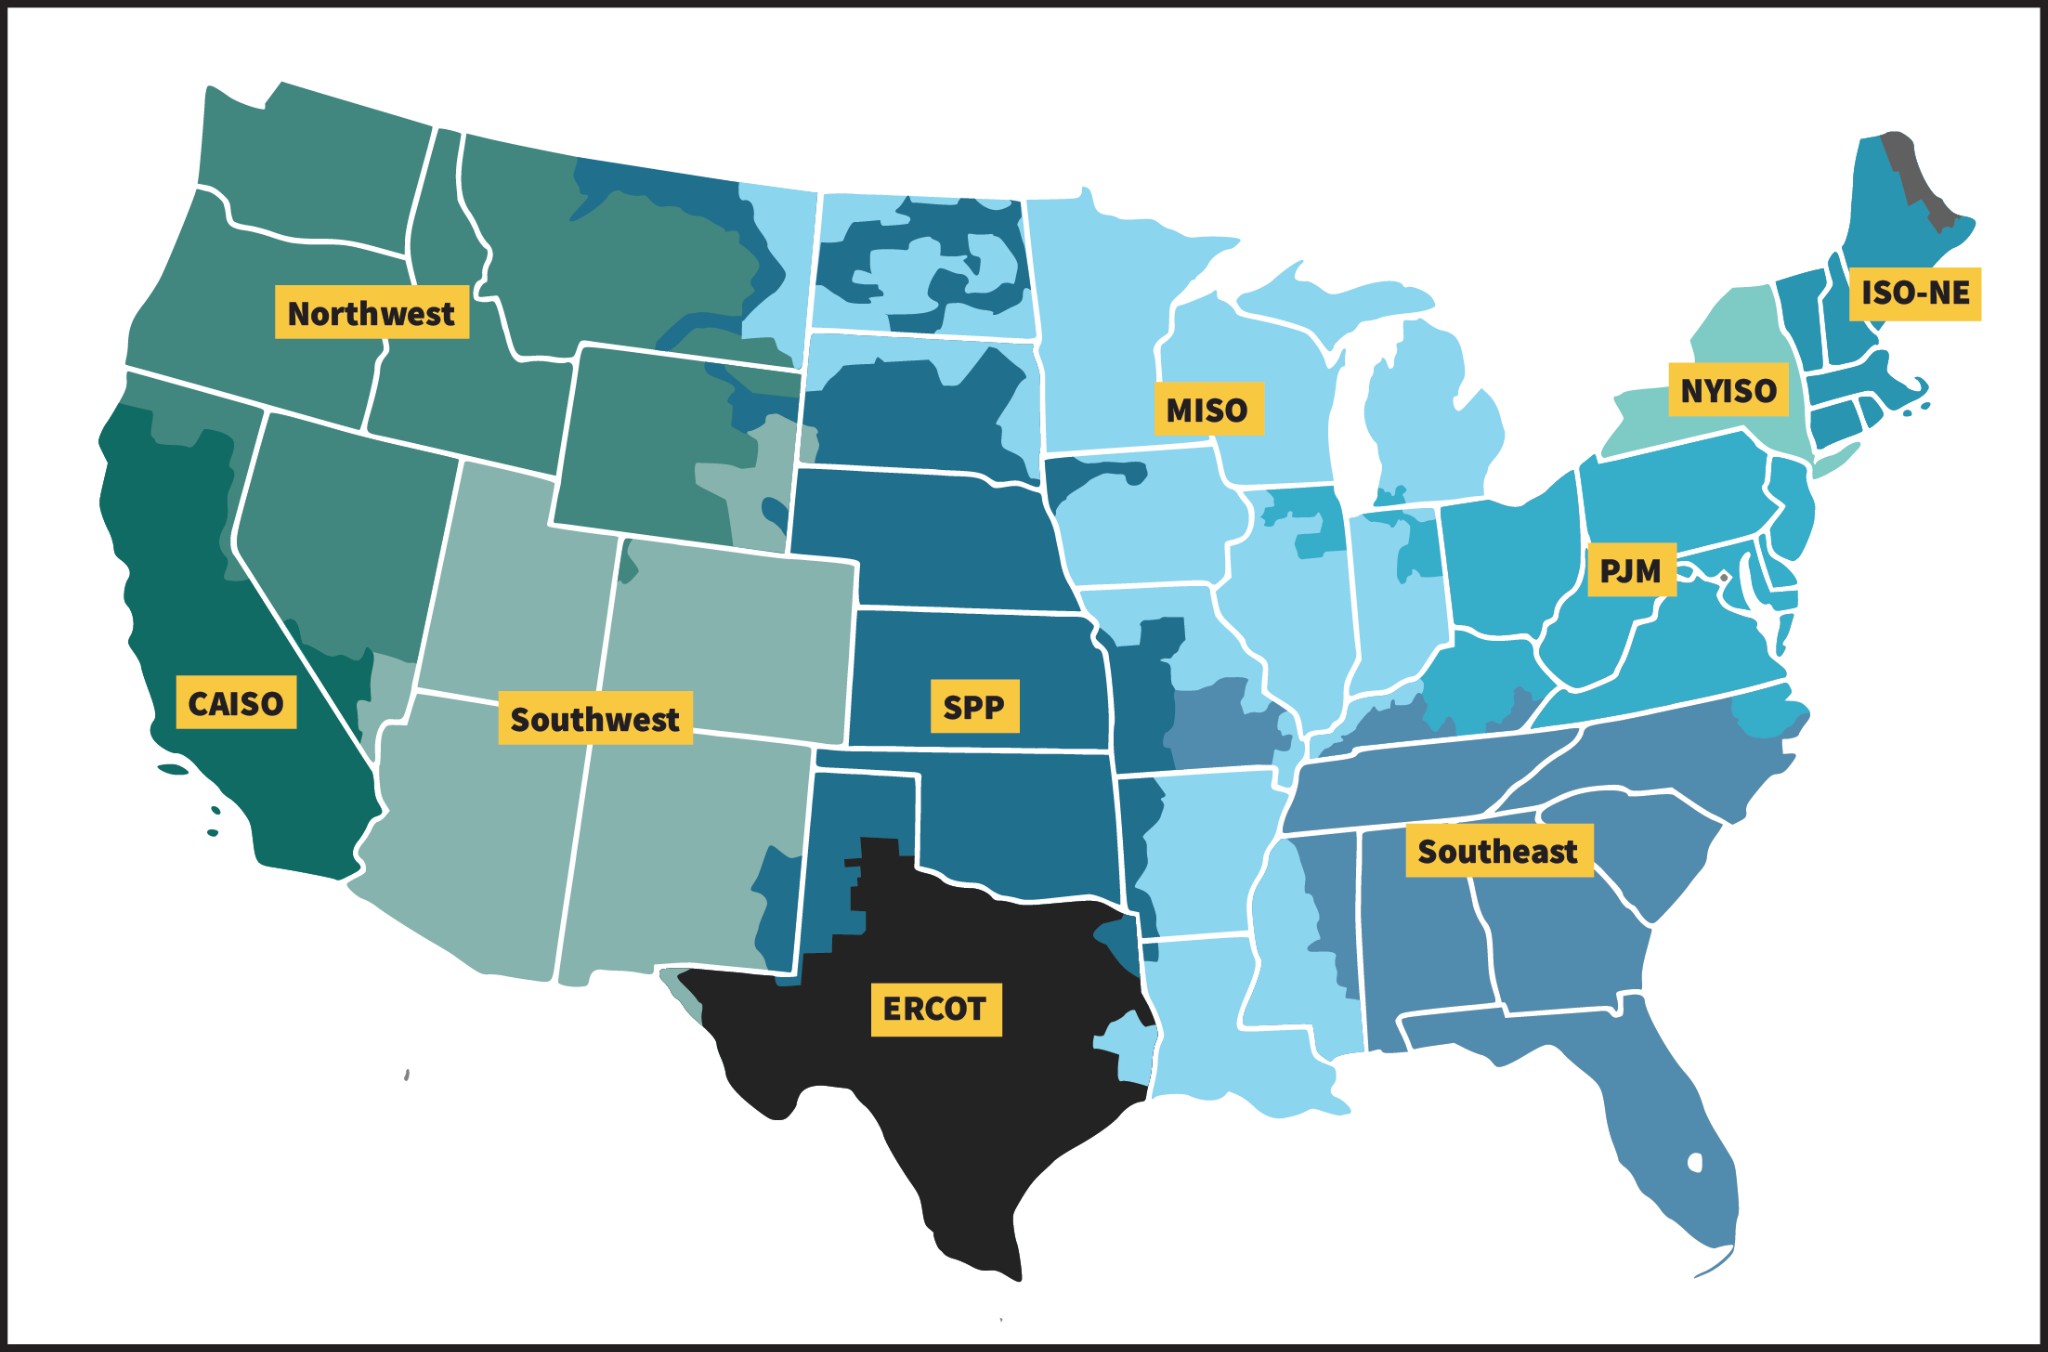 Northwest
ISO-NE
NYISO
MISO
PJM
CAISO
Southwest
SPP
Southeast
ERCOT